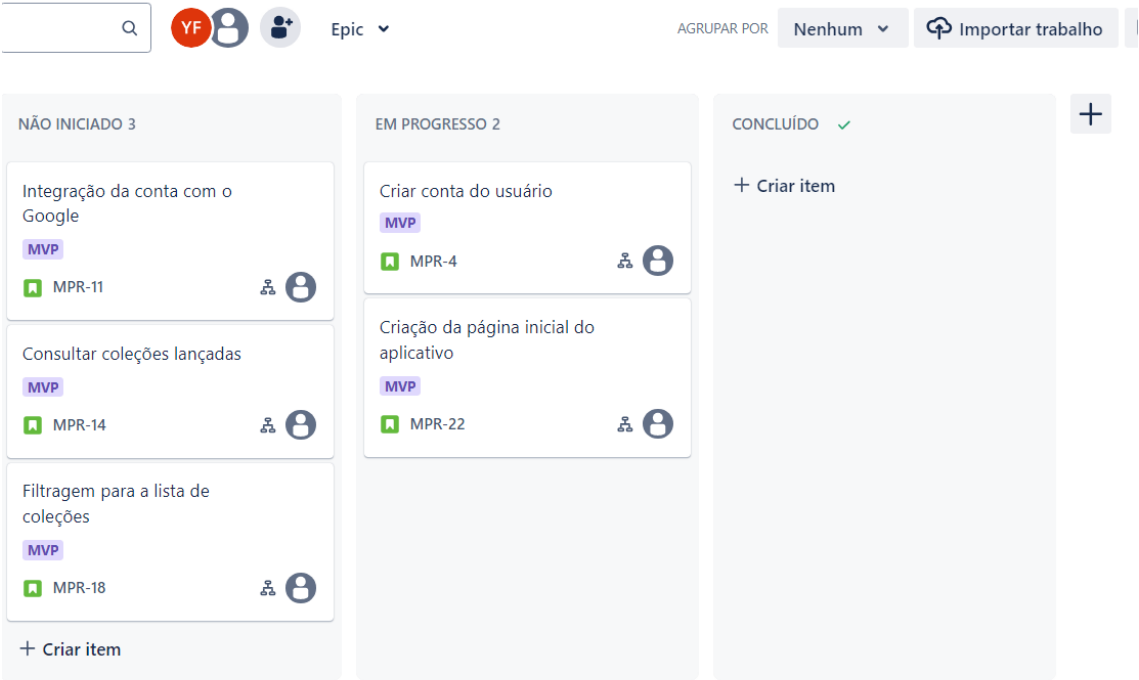 YF
Epic
AGRUPAR POR
Nenhum
Importar trabalho
NÃO INICIADO 3
Integração da conta com o
Google
MVP
MPR-11
Consultar coleções lançadas
MVP
MPR-14
Filtragem para a lista de
coleções
MVP
MPR-18
+ Criar item
EM PROGRESSO 2
Criar conta do usuário
MVP
MPR-4
Criação da página inicial do
aplicativo
MVP
MPR-22
CONCLUÍDO
+ Criar item